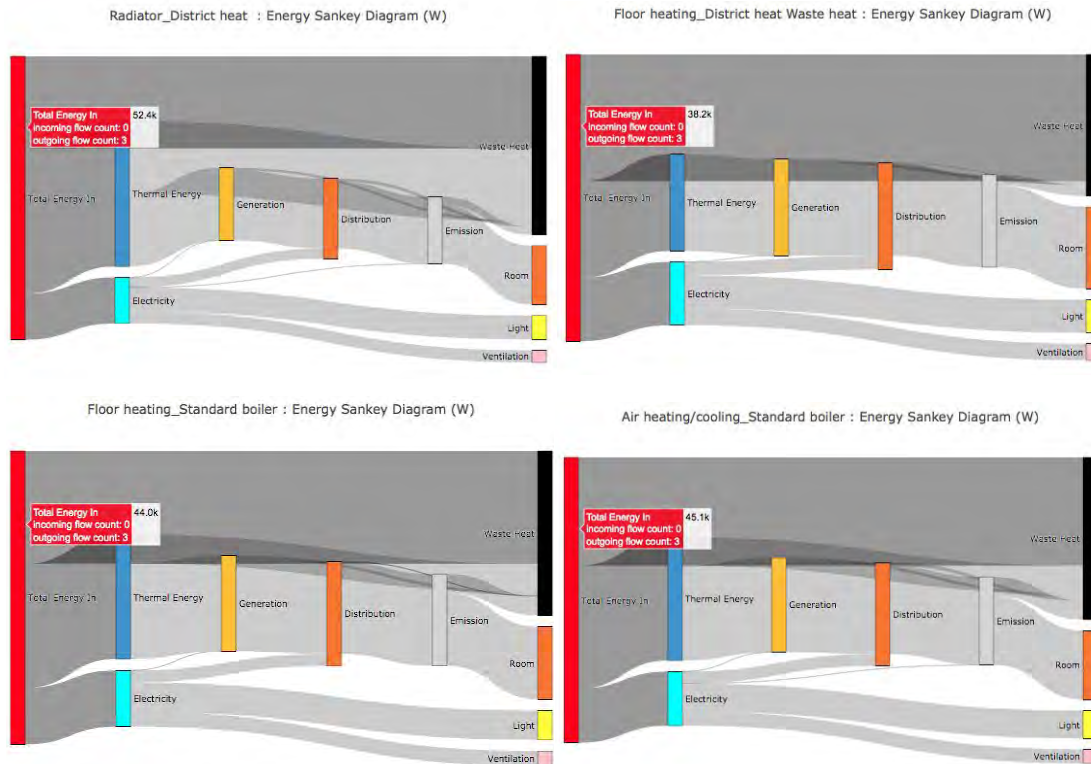 Radiator_District heat : Energy Sankey Diagram (W)
Total Energy In
incoming flow count: 0
outgoing flow count: 3
52.4k
Waste Heat
Total Energy In
Thermal Energy
Generation
Distribution
Emission
Room
Electricity
Light
Ventilation
Floor heating_District heat Waste heat : Energy Sankey Diagram (W)
Total Energy In
incoming flow count: 0
outgoing flow count: 3
38.2k
Waste Heat
Total Energy In
Thermal Energy
Generation
Distribution
Emission
Room
Electricity
Light
Ventilation
Floor heating_Standard boiler : Energy Sankey Diagram (W)
Total Energy In
incoming flow count: 0
outgoing flow count: 3
44.0k
Waste Heat
Total Energy In
Thermal Energy
Generation
Distribution
Emission
Room
Electricity
Light
Ventilation
Air heating/cooling_Standard boiler : Energy Sankey Diagram (W)
Total Energy In
incoming flow count: 0
outgoing flow count: 3
45.1k
Waste Heat
Total Energy In
Thermal Energy
Generation
Distribution
Emission
Room
Electricity
Light
Ventilation